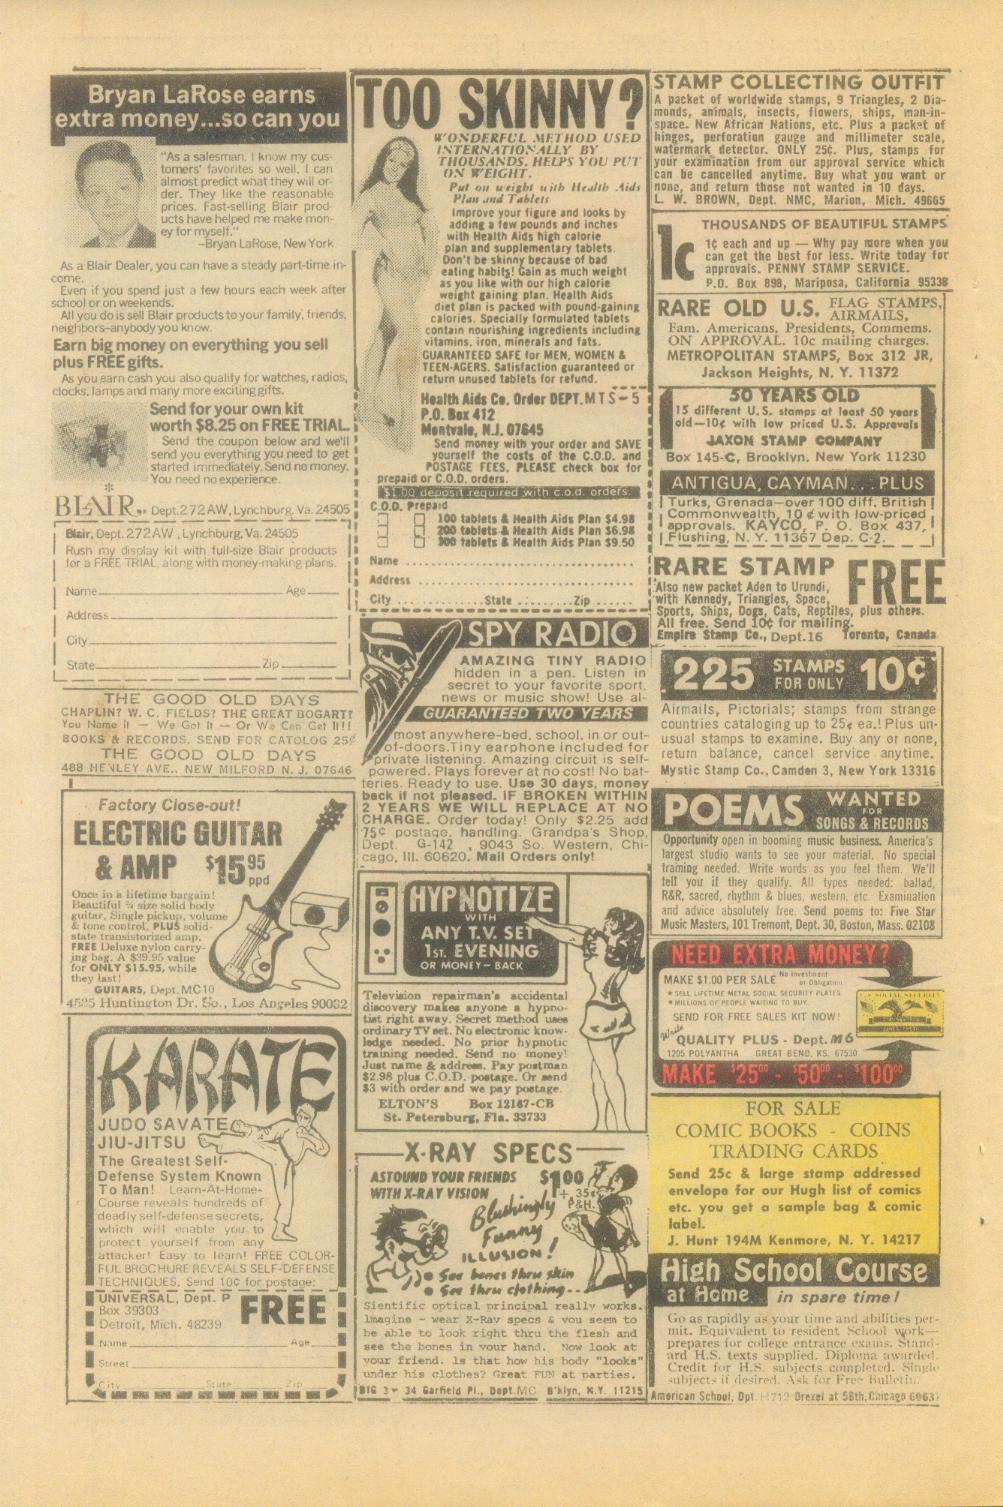 Bryan LaRose earns
extra money...so can you
"As a salesman, I know my cus-
tomers' favorites so well, I can
almost predict what they will or-
der. They like the reasonable
prices. Fast-selling Blair prod-
ucts have helped me make mon-
ey for myself."
–Bryan LaRose, New York
As a Blair Dealer, you can have a steady part-time in-
come.
Even if you spend just a few hours each week after
school or on weekends.
All you do is sell Blair products to your family, friends,
neighbors–anybody you know.
Earn big money on everything you sell
plus FREE gifts.
As you earn cash you also qualify for watches, radios,
clocks, lamps and many more exciting gifts.
Send for your own kit
worth $8.25 on FREE TRIAL.
Send the coupon below and we'll
send you everything you need to get
started immediately. Send no money.
You need no experience.
BLAIR Dept. 272AW, Lynchburg, Va. 24505
Blair, Dept. 272AW, Lynchburg, Va. 24505
Rush my display kit with full-size Blair products
for a FREE TRIAL, along with money-making plans.
Name Age
Address
City
State Zip
THE GOOD OLD DAYS
CHAPLIN? W. C. FIELDS? THE GREAT BOGART?
You Name It — We Got It — Or We Can Get It!!!
BOOKS & RECORDS. SEND FOR CATOLOG 25¢
THE GOOD OLD DAYS
488 HENLEY AVE., NEW MILFORD N. J. 07646
Factory Close-out!
ELECTRIC GUITAR
& AMP $15.95 ppd
Once in a lifetime bargain!
Beautiful ¾ size solid body
guitar, Single pickup, volume
& tone control, PLUS solid-
state transistorized amp.
FREE Deluxe nylon carry-
ing bag. A $39.95 value
for ONLY $15.95, while
they last!
GUITARS, Dept. MC10
4535 Huntington Dr. So., Los Angeles 90032
KARATE
JUDO SAVATE
JIU-JITSU
The Greatest Self-
Defense System Known
To Man! Learn-At-Home-
Course reveals hundreds of
deadly self-defense secrets,
which will enable you to
protect yourself from any
attacker! Easy to learn! FREE COLOR-
FUL BROCHURE REVEALS SELF-DEFENSE
TECHNIQUES. Send 10¢ for postage:
UNIVERSAL, Dept. P
Box 39303
Detroit, Mich. 48239
FREE
Name Age
Street
City State Zip
TOO SKINNY?
WONDERFUL METHOD USED
INTERNATIONALLY BY
THOUSANDS, HELPS YOU PUT
ON WEIGHT.
Put on weight with Health Aids
Plan and Tablets
Improve your figure and looks by
adding a few pounds and inches
with Health Aids high calorie
plan and supplementary tablets.
Don't be skinny because of bad
eating habits! Gain as much weight
as you like with our high calorie
weight gaining plan. Health Aids
diet plan is packed with pound-gaining
calories. Specially formulated tablets
contain nourishing ingredients including
vitamins, iron, minerals and fats.
GUARANTEED SAFE for MEN, WOMEN &
TEEN-AGERS. Satisfaction guaranteed or
return unused tablets for refund.
Health Aids Co. Order DEPT. MTS-5
P.O. Box 412
Montvale, N.J. 07645
Send money with your order and SAVE
yourself the costs of the C.O.D. and
POSTAGE FEES. PLEASE check box for
prepaid or C.O.D. orders.
$1.00 deposit required with c.o.d. orders.
C.O.D. Prepaid
100 tablets & Health Aids Plan $4.98
200 tablets & Health Aids Plan $6.98
300 tablets & Health Aids Plan $9.50
Name
Address
City State Zip
SPY RADIO
AMAZING TINY RADIO
hidden in a pen. Listen in
secret to your favorite sport,
news or music show! Use al-
GUARANTEED TWO YEARS
most anywhere–bed, school, in or out-
of-doors. Tiny earphone included for
private listening. Amazing circuit is self-
powered. Plays forever at no cost! No bat-
teries. Ready to use. Use 30 days, money
back if not pleased. IF BROKEN WITHIN
2 YEARS WE WILL REPLACE AT NO
CHARGE. Order today! Only $2.25 add
75¢ postage, handling. Grandpa's Shop,
Dept. G-142 , 9043 So. Western, Chi-
cago, Ill. 60620. Mail Orders only!
HYPNOTIZE
WITH
ANY T.V. SET
1ST. EVENING
OR MONEY-BACK
Television repairman's accidental
discovery makes anyone a hypno-
tist right away. Secret method uses
ordinary TV set. No electronic know-
ledge needed. No prior hypnotic
training needed. Send no money!
Just name & address. Pay postman
$2.98 plus C.O.D. postage. Or send
$3 with order and we pay postage.
ELTON'S Box 12167-CB
St. Petersburg, Fla. 33733
X-RAY SPECS
ASTOUND YOUR FRIENDS
WITH X-RAY VISION
$1.00
+ 35¢
P.&H.
Blushingly
Funny
ILLUSION!
See bones thru skin
See thru clothing
Sientific optical principal really works.
Imagine - wear X-Ray specs & you seem to
be able to look right thru the flesh and
see the bones in your hand. Now look at
your friend. Is that how his body "looks"
under his clothes? Great FUN at parties.
BIG 3 – 34 Garfield Pl., Dept. MC B'klyn, N.Y. 11215
STAMP COLLECTING OUTFIT
A packet of worldwide stamps, 9 Triangles, 2 Dia-
monds, animals, insects, flowers, ships, man-in-
space. New African Nations, etc. Plus a packet of
hinges, perforation gauge and millimeter scale,
watermark detector. ONLY 25¢. Plus, stamps for
your examination from our approval service which
can be cancelled anytime. Buy what you want or
none, and return those not wanted in 10 days.
L. W. BROWN, Dept. NMC, Marion, Mich. 49665
1c
THOUSANDS OF BEAUTIFUL STAMPS
1¢ each and up — Why pay more when you
can get the best for less. Write today for
approvals. PENNY STAMP SERVICE.
P.O. Box 898, Mariposa, California 95338
RARE OLD U.S. FLAG STAMPS,
AIRMAILS,
Fam. Americans, Presidents, Commems.
ON APPROVAL. 10c mailing charges.
METROPOLITAN STAMPS, Box 312 JR,
Jackson Heights, N. Y. 11372
50 YEARS OLD
15 different U.S. stamps at least 50 years
old—10¢ with low priced U.S. Approvals
JAXON STAMP COMPANY
Box 145-C, Brooklyn, New York 11230
ANTIGUA, CAYMAN... PLUS
Turks, Grenada–over 100 diff. British
Commonwealth, 10¢ with low-priced
approvals. KAYCO, P. O. Box 437,
Flushing, N. Y. 11367 Dep. C-2.
RARE STAMP FREE
Also new packet Aden to Urundi,
with Kennedy, Triangles, Space,
Sports, Ships, Dogs, Cats, Reptiles, plus others.
All free. Send 10¢ for mailing.
Empire Stamp Co., Dept. 16 Toronto, Canada
225 STAMPS
FOR ONLY 10¢
Airmails, Pictorials; stamps from strange
countries cataloging up to 25¢ ea.! Plus un-
usual stamps to examine. Buy any or none,
return balance, cancel service anytime.
Mystic Stamp Co., Camden 3, New York 13316
POEMS WANTED
FOR
SONGS & RECORDS
Opportunity open in booming music business. America's
largest studio wants to see your material. No special
training needed. Write words as you feel them. We'll
tell you if they qualify. All types needed: ballad,
R&R, sacred, rhythm & blues, western, etc. Examination
and advice absolutely free. Send poems to: Five Star
Music Masters, 101 Tremont, Dept. 30, Boston, Mass. 02108
NEED EXTRA MONEY?
MAKE $1.00 PER SALE No Investment
or Obligation
* SELL LIFETIME METAL SOCIAL SECURITY PLATES
* MILLIONS OF PEOPLE WAITING TO BUY.
SEND FOR FREE SALES KIT NOW!
Write QUALITY PLUS - Dept. M6
1205 POLYANTHA GREAT BEND, KS. 67530
MAKE $25.00 - $50.00 - $100.00
FOR SALE
COMIC BOOKS - COINS
TRADING CARDS
Send 25c & large stamp addressed
envelope for our Hugh list of comics
etc. you get a sample bag & comic
label.
J. Hunt 194M Kenmore, N. Y. 14217
High School Course
at Home in spare time!
Go as rapidly as your time and abilities per-
mit. Equivalent to resident School work—
prepares for college entrance exams. Stand-
ard H.S. texts supplied. Diploma awarded.
Credit for H.S. subjects completed. Single
subjects if desired. Ask for Free Bulletin.
American School, Dpt. Drexel at 58th, Chicago 60637